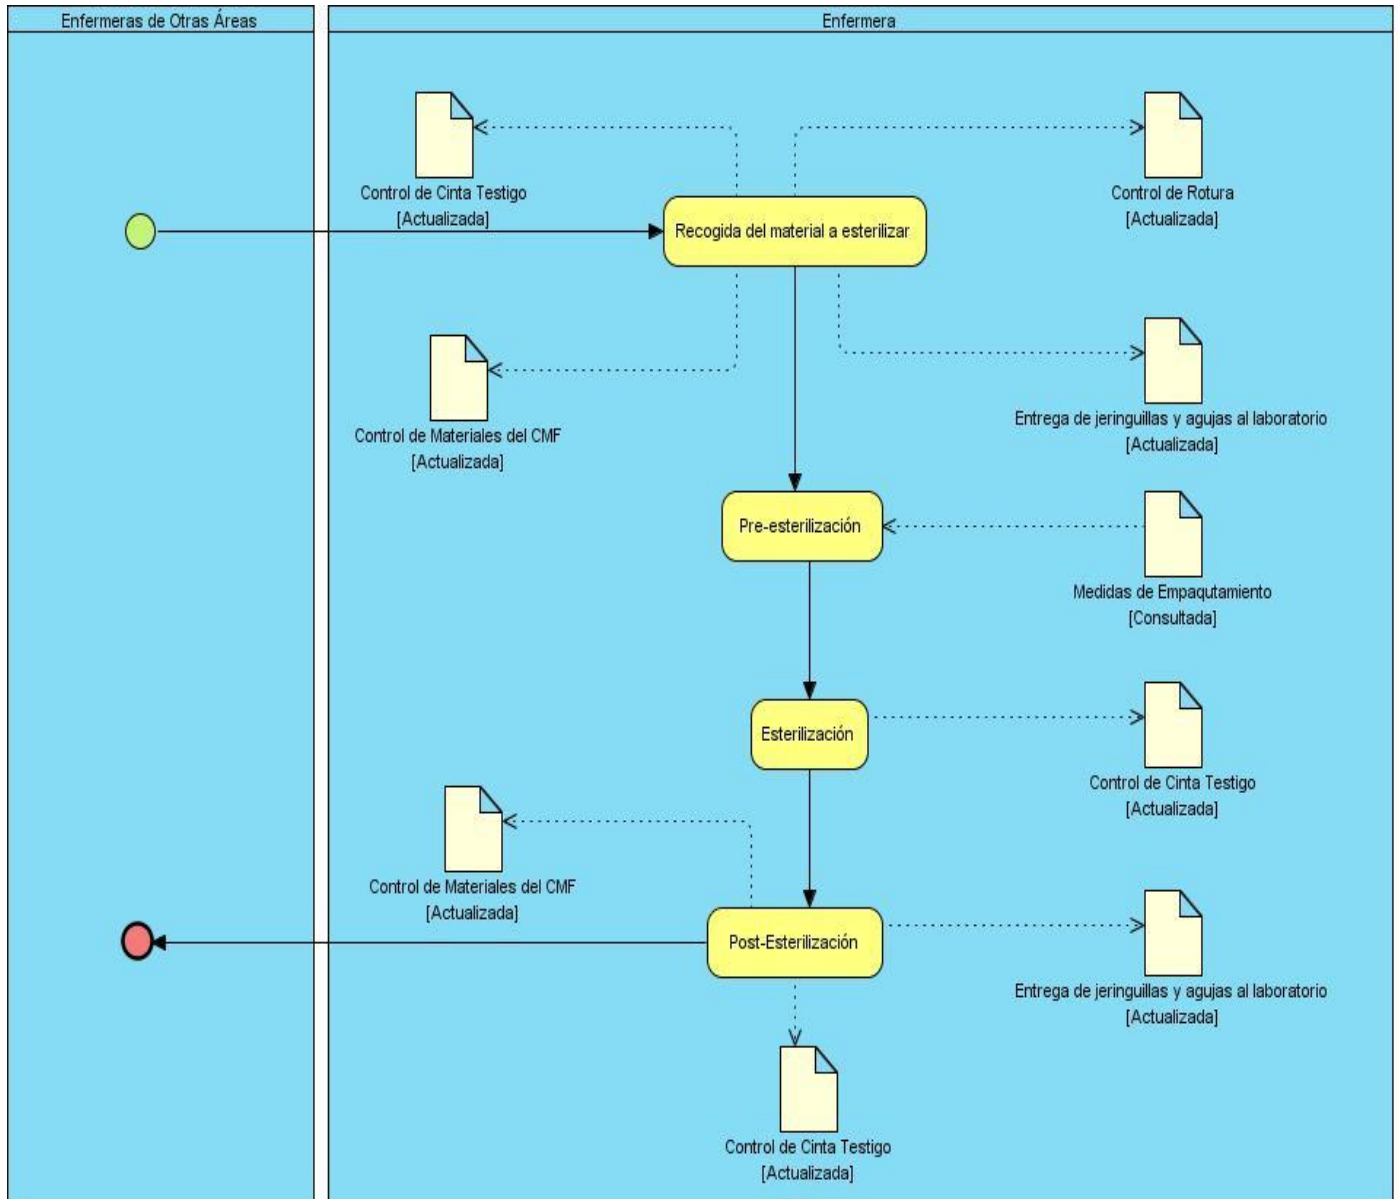 Enfermeras de Otras Áreas
Enfermera
Control de Cinta Testigo
[Actualizada]
Control de Rotura
[Actualizada]
Recogida del material a esterilizar
Control de Materiales del CMF
[Actualizada]
Entrega de jeringuillas y agujas al laboratorio
[Actualizada]
Pre-esterilización
Medidas de Empaqutamiento
[Consultada]
Esterilización
Control de Cinta Testigo
[Actualizada]
Control de Materiales del CMF
[Actualizada]
Post-Esterilización
Entrega de jeringuillas y agujas al laboratorio
[Actualizada]
Control de Cinta Testigo
[Actualizada]